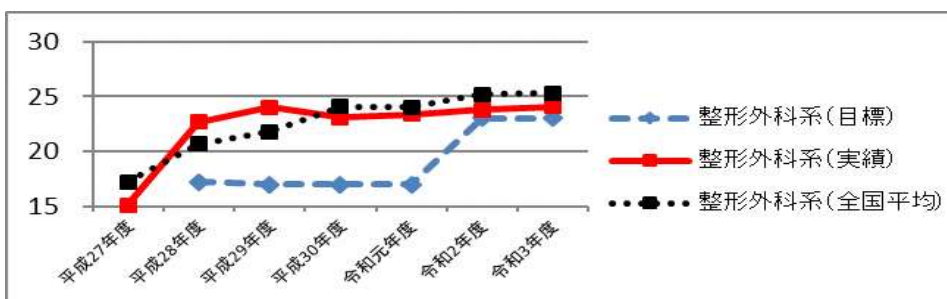 30
25
20
15
平成27年度
平成28年度
平成29年度
平成30年度
令和元年度
令和2年度
令和3年度
整形外科系(目標)
整形外科系(実績)
整形外科系(全国平均)